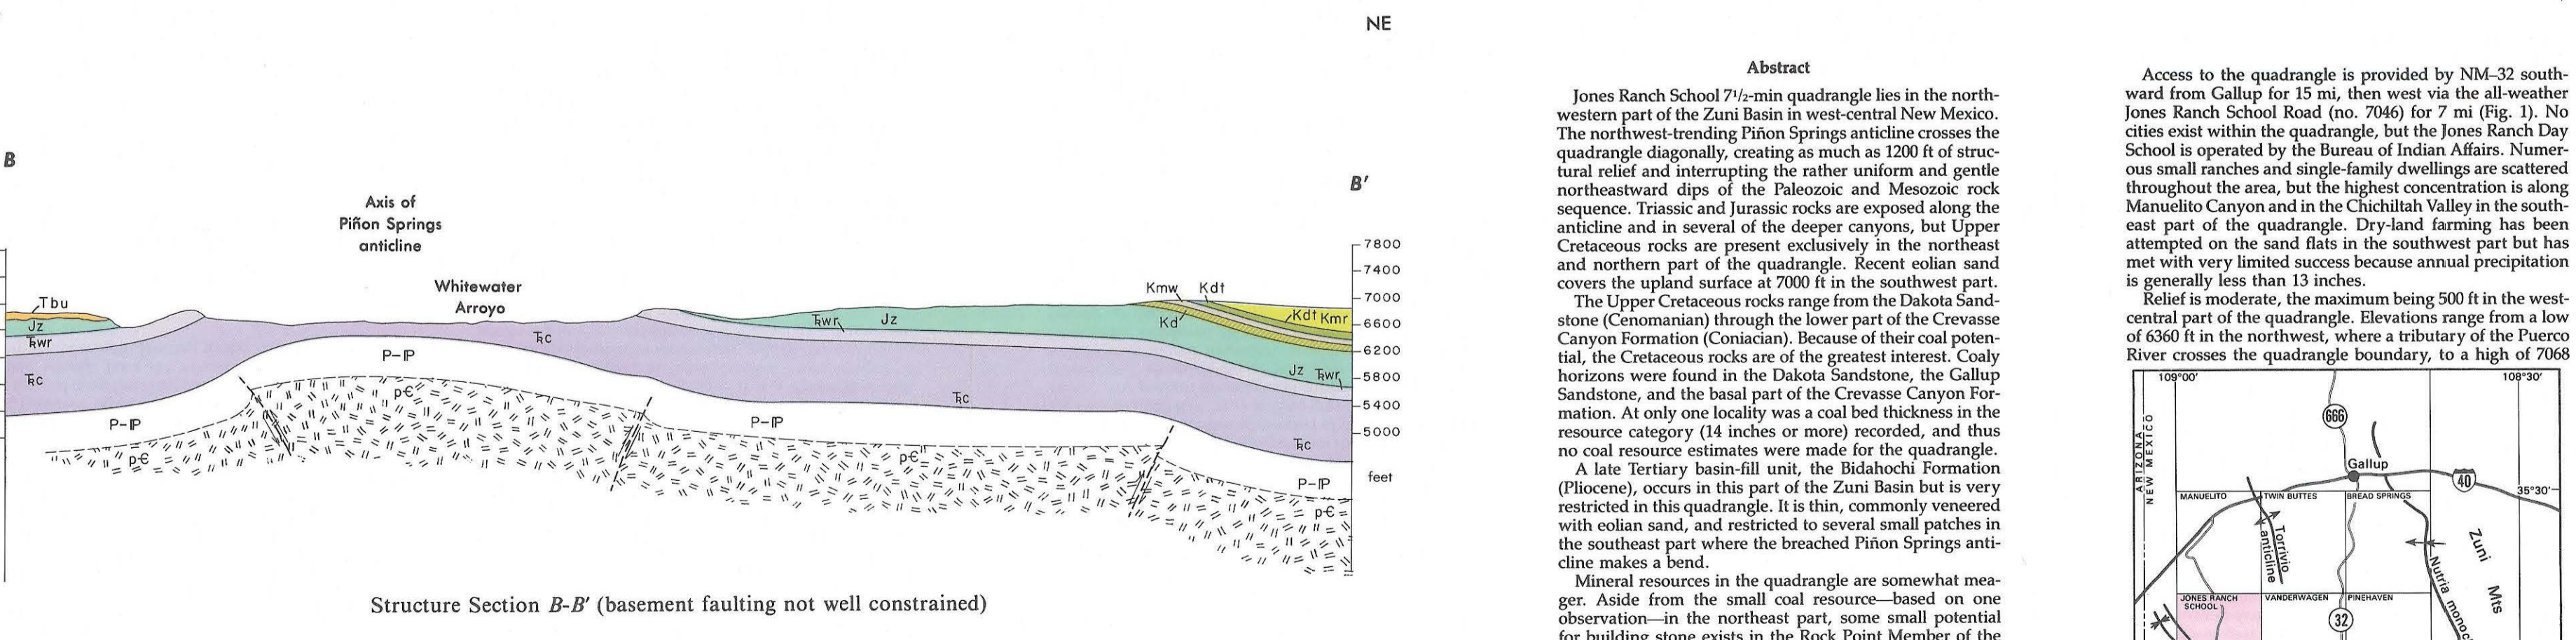 NE
B
B′
Axis of
Piñon Springs
anticline
Whitewater
Arroyo
7800
7400
7000
6600
6200
5800
5400
5000
feet
Tbu
Jz
Ꞧwr
Ꞧc
P-IP
p-Є
P-IP
p-Є
Ꞧc
Ꞧwr
Jz
Kmw
Kdt
Kd
Kdt Kmr
Jz Ꞧwr
Ꞧc
P-IP
p-Є
Ꞧc
P-IP
p-Є
Structure Section B-B′ (basement faulting not well constrained)
Abstract
Jones Ranch School 7¹/₂-min quadrangle lies in the north-
western part of the Zuni Basin in west-central New Mexico.
The northwest-trending Piñon Springs anticline crosses the
quadrangle diagonally, creating as much as 1200 ft of struc-
tural relief and interrupting the rather uniform and gentle
northeastward dips of the Paleozoic and Mesozoic rock
sequence. Triassic and Jurassic rocks are exposed along the
anticline and in several of the deeper canyons, but Upper
Cretaceous rocks are present exclusively in the northeast
and northern part of the quadrangle. Recent eolian sand
covers the upland surface at 7000 ft in the southwest part.
The Upper Cretaceous rocks range from the Dakota Sand-
stone (Cenomanian) through the lower part of the Crevasse
Canyon Formation (Coniacian). Because of their coal poten-
tial, the Cretaceous rocks are of the greatest interest. Coaly
horizons were found in the Dakota Sandstone, the Gallup
Sandstone, and the basal part of the Crevasse Canyon For-
mation. At only one locality was a coal bed thickness in the
resource category (14 inches or more) recorded, and thus
no coal resource estimates were made for the quadrangle.
A late Tertiary basin-fill unit, the Bidahochi Formation
(Pliocene), occurs in this part of the Zuni Basin but is very
restricted in this quadrangle. It is thin, commonly veneered
with eolian sand, and restricted to several small patches in
the southeast part where the breached Piñon Springs anti-
cline makes a bend.
Mineral resources in the quadrangle are somewhat mea-
ger. Aside from the small coal resource—based on one
observation—in the northeast part, some small potential
for building stone exists in the Rock Point Member of the
Access to the quadrangle is provided by NM–32 south-
ward from Gallup for 15 mi, then west via the all-weather
Jones Ranch School Road (no. 7046) for 7 mi (Fig. 1). No
cities exist within the quadrangle, but the Jones Ranch Day
School is operated by the Bureau of Indian Affairs. Numer-
ous small ranches and single-family dwellings are scattered
throughout the area, but the highest concentration is along
Manuelito Canyon and in the Chichiltah Valley in the south-
east part of the quadrangle. Dry-land farming has been
attempted on the sand flats in the southwest part but has
met with very limited success because annual precipitation
is generally less than 13 inches.
Relief is moderate, the maximum being 500 ft in the west-
central part of the quadrangle. Elevations range from a low
of 6360 ft in the northwest, where a tributary of the Puerco
River crosses the quadrangle boundary, to a high of 7068
109°00′
108°30′
666
ARIZONA
NEW MEXICO
Gallup
40
35°30′
MANUELITO
TWIN BUTTES
BREAD SPRINGS
Torrivio
anticline
Zuni
Mts
Nutria monoc
JONES RANCH
SCHOOL
VANDERWAGEN
PINEHAVEN
32